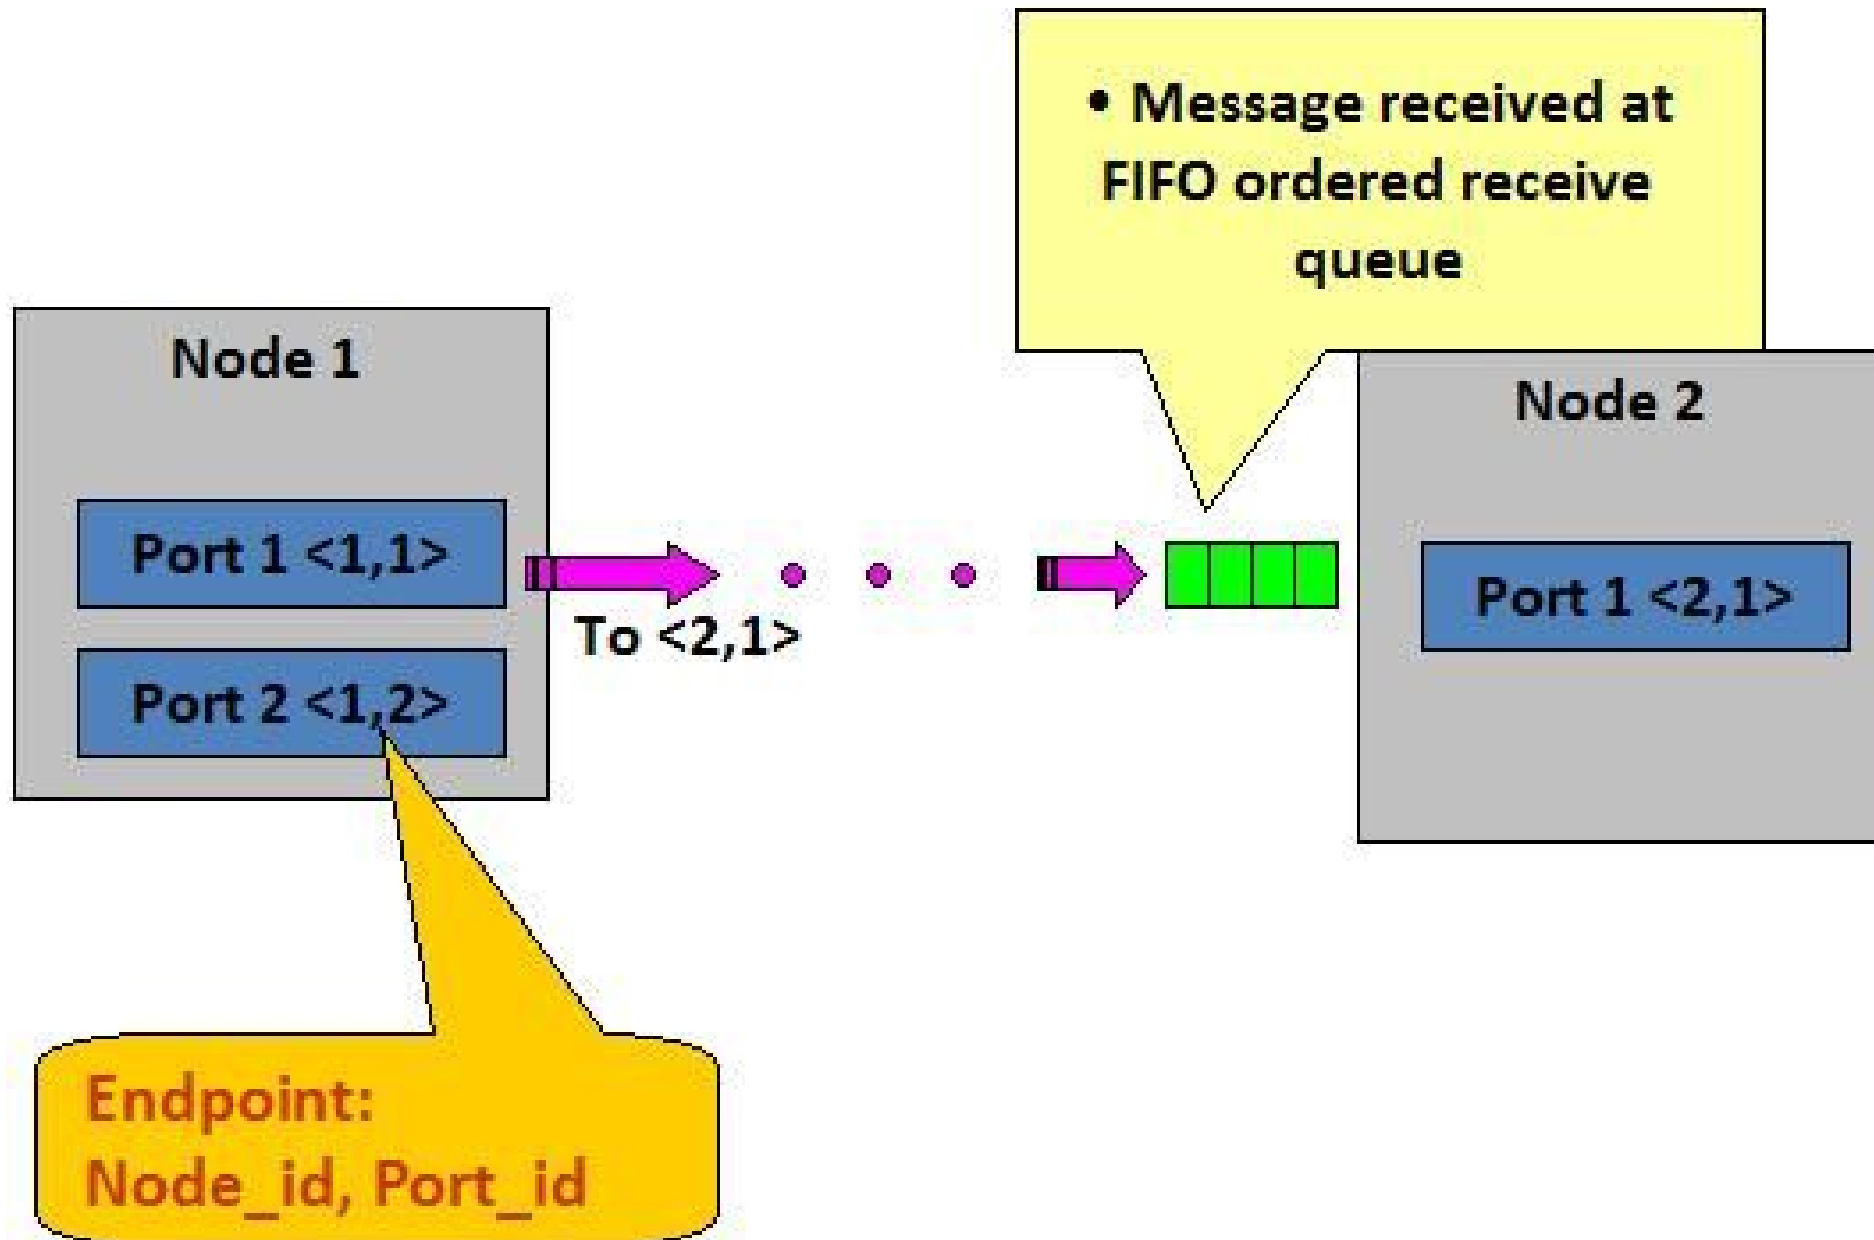 • Message received at
FIFO ordered receive
queue
Node 1
Port 1 <1,1>
Port 2 <1,2>
To <2,1>
Node 2
Port 1 <2,1>
Endpoint:
Node_id, Port_id